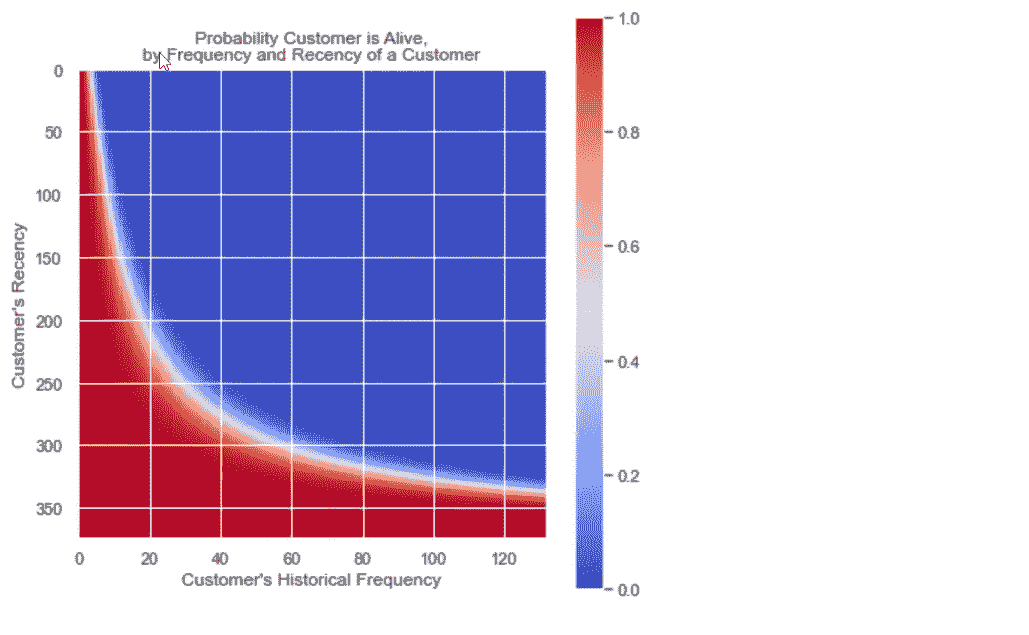 Probability Customer is Alive,
by Frequency and Recency of a Customer
1.0
0.8
0.6
0.4
0.2
0.0
Customer's Recency
0
50
100
150
200
250
300
350
0 20 40 60 80 100 120
Customer's Historical Frequency